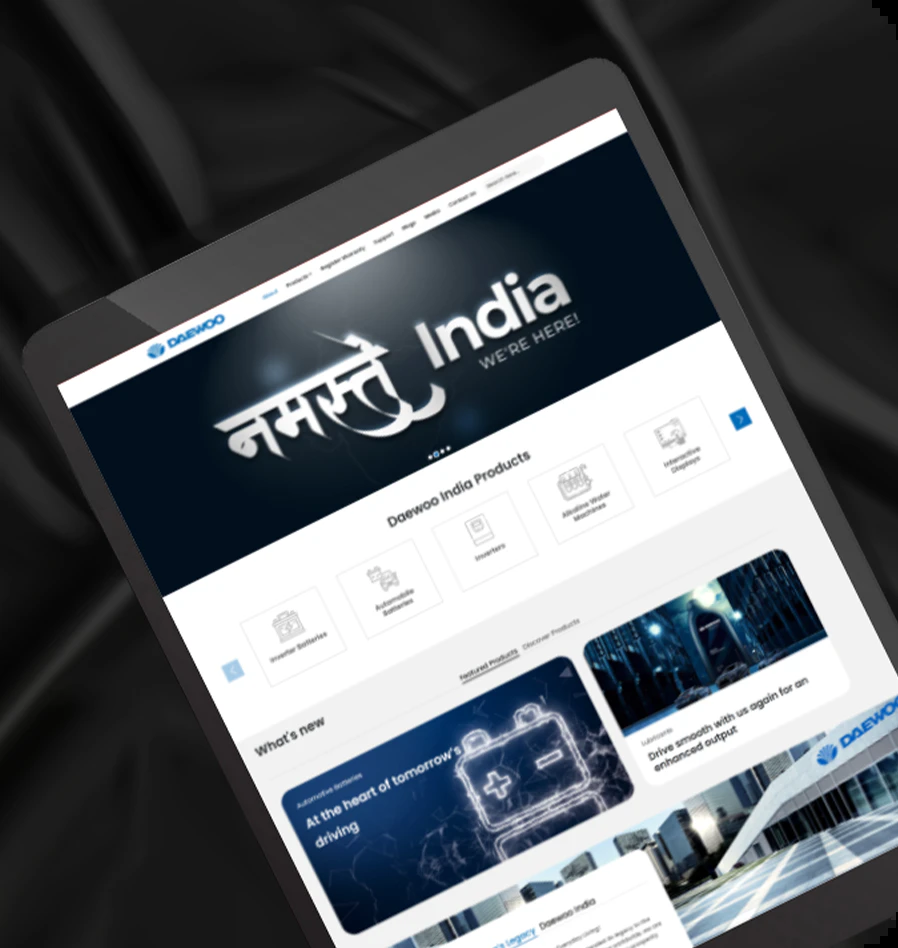 DAEWOO
About
Products
Register Warranty
Support
Blogs
Media
Contact Us
Search here...
नमस्ते India
WE'RE HERE!
Daewoo India Products
Inverter Batteries
Automobile
Batteries
Inverters
Alkaline Water
Machines
Interactive
Displays
What's new
Featured Products
Discover Products
Automotive Batteries
At the heart of tomorrow's
driving
Lubricants
Drive smooth with us again for an
enhanced output
DAEWOO
Legacy
Daewoo India